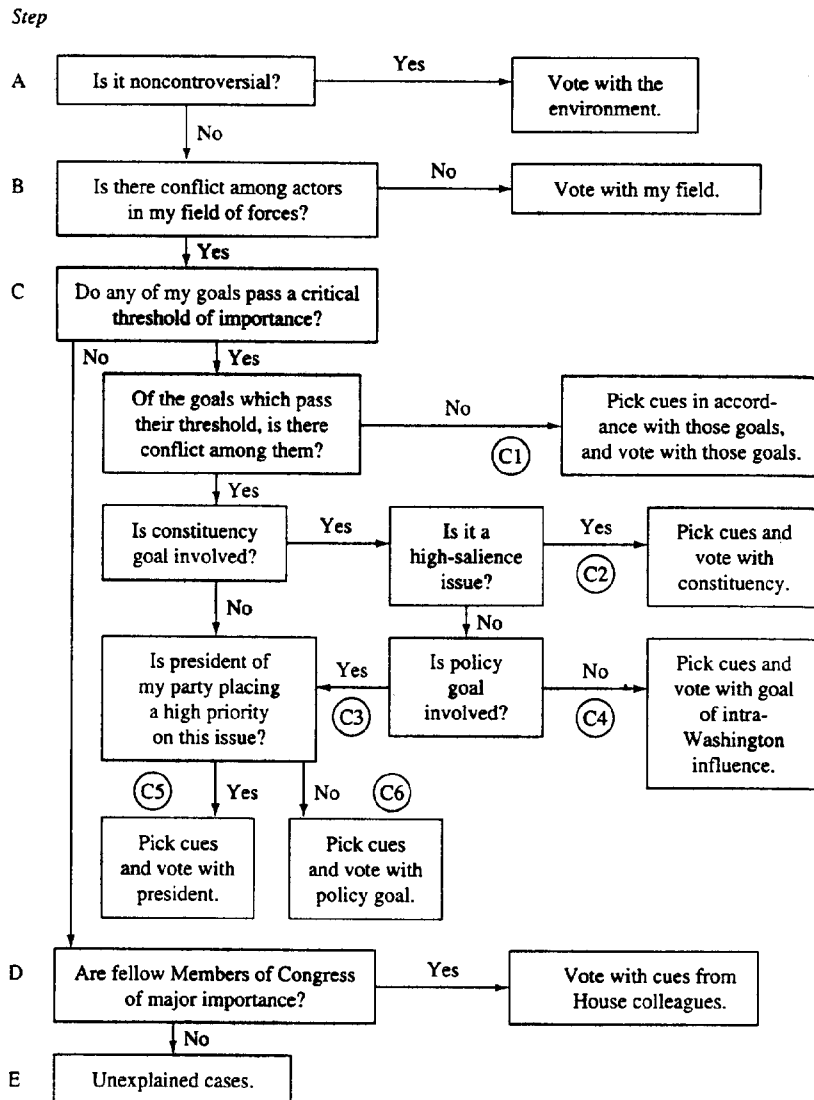 Step
A
Is it noncontroversial?
Yes
Vote with the
environment.
No
B
Is there conflict among actors
in my field of forces?
No
Vote with my field.
Yes
C
Do any of my goals pass a critical
threshold of importance?
No
Yes
Of the goals which pass
their threshold, is there
conflict among them?
No
C1
Pick cues in accord-
ance with those goals,
and vote with those goals.
Yes
Is constituency
goal involved?
Yes
Is it a
high-salience
issue?
Yes
C2
Pick cues and
vote with
constituency.
No
No
Is president of
my party placing
a high priority
on this issue?
Yes
C3
Is policy
goal
involved?
No
C4
Pick cues and
vote with goal
of intra-
Washington
influence.
C5
Yes
No
C6
Pick cues
and vote with
president.
Pick cues
and vote with
policy goal.
D
Are fellow Members of Congress
of major importance?
Yes
Vote with cues from
House colleagues.
No
E
Unexplained cases.